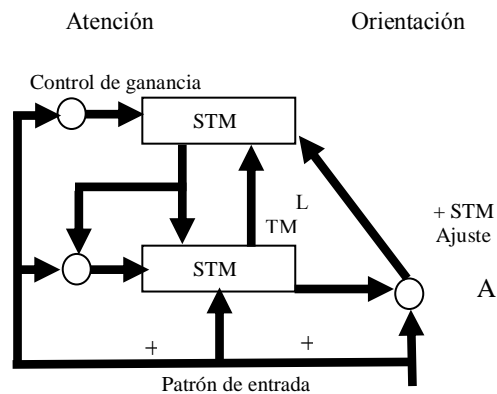 Atención
Orientación
Control de ganancia
STM
L
TM
+ STM
Ajuste
STM
A
+
+
Patrón de entrada